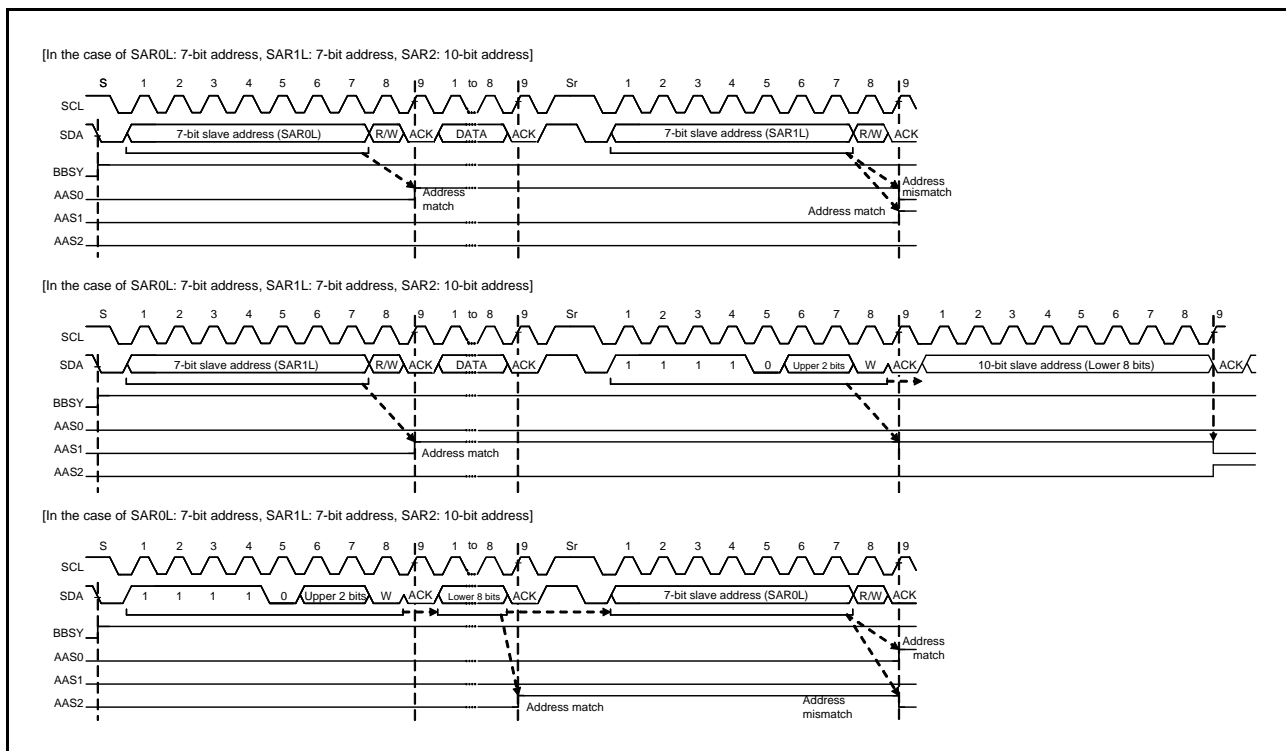 [In the case of SAR0L: 7-bit address, SAR1L: 7-bit address, SAR2: 10-bit address]
S 1 2 3 4 5 6 7 8 9 1 to 8 9 Sr 1 2 3 4 5 6 7 8 9
SCL
SDA 7-bit slave address (SAR0L) R/W ACK DATA ACK 7-bit slave address (SAR1L) R/W ACK
BBSY
Address mismatch
AAS0 Address match
AAS1 Address match
AAS2
[In the case of SAR0L: 7-bit address, SAR1L: 7-bit address, SAR2: 10-bit address]
S 1 2 3 4 5 6 7 8 9 1 to 8 9 Sr 1 2 3 4 5 6 7 8 9 1 2 3 4 5 6 7 8 9
SCL
SDA 7-bit slave address (SAR1L) R/W ACK DATA ACK 1 1 1 1 0 Upper 2 bits W ACK 10-bit slave address (Lower 8 bits) ACK
BBSY
AAS0
AAS1 Address match
AAS2
[In the case of SAR0L: 7-bit address, SAR1L: 7-bit address, SAR2: 10-bit address]
S 1 2 3 4 5 6 7 8 9 1 to 8 9 Sr 1 2 3 4 5 6 7 8 9
SCL
SDA 1 1 1 1 0 Upper 2 bits W ACK Lower 8 bits ACK 7-bit slave address (SAR0L) R/W ACK
BBSY
Address match
AAS0
AAS1
AAS2 Address match Address mismatch